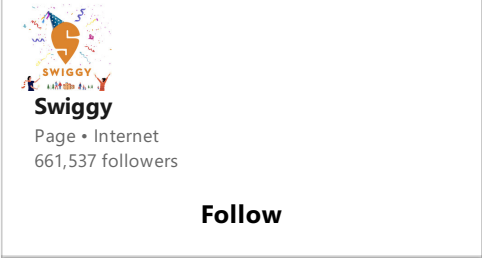 SWIGGY
Swiggy
Page • Internet
661,537 followers
Follow